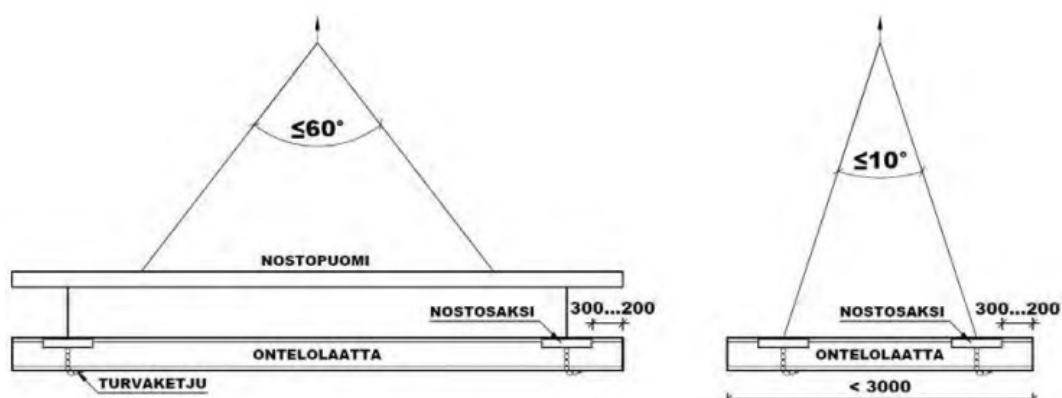 ≤60°
NOSTOPUOMI
NOSTOSAKSI
300...200
ONTELOLAATTA
TURVAKETJU
≤10°
NOSTOSAKSI
300...200
ONTELOLAATTA
< 3000